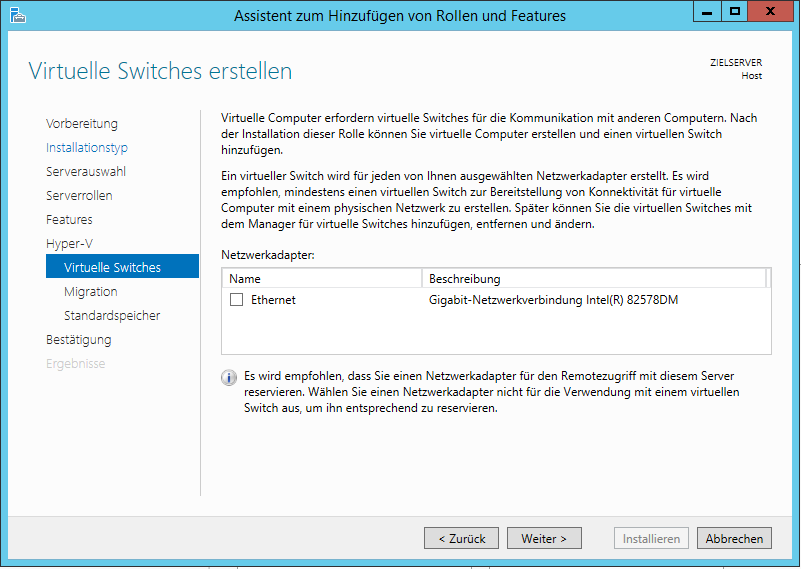 Assistent zum Hinzufügen von Rollen und Features
Virtuelle Switches erstellen
ZIELSERVER
Host
Vorbereitung
Installationstyp
Serverauswahl
Serverrollen
Features
Hyper-V
Virtuelle Switches
Migration
Standardspeicher
Bestätigung
Ergebnisse
Virtuelle Computer erfordern virtuelle Switches für die Kommunikation mit anderen Computern. Nach
der Installation dieser Rolle können Sie virtuelle Computer erstellen und einen virtuellen Switch
hinzufügen.
Ein virtueller Switch wird für jeden von Ihnen ausgewählten Netzwerkadapter erstellt. Es wird
empfohlen, mindestens einen virtuellen Switch zur Bereitstellung von Konnektivität für virtuelle
Computer mit einem physischen Netzwerk zu erstellen. Später können Sie die virtuellen Switches mit
dem Manager für virtuelle Switches hinzufügen, entfernen und ändern.
Netzwerkadapter:
Name Beschreibung
Ethernet Gigabit-Netzwerkverbindung Intel(R) 82578DM
Es wird empfohlen, dass Sie einen Netzwerkadapter für den Remotezugriff mit diesem Server
reservieren. Wählen Sie einen Netzwerkadapter nicht für die Verwendung mit einem virtuellen
Switch aus, um ihn entsprechend zu reservieren.
< Zurück Weiter > Installieren Abbrechen